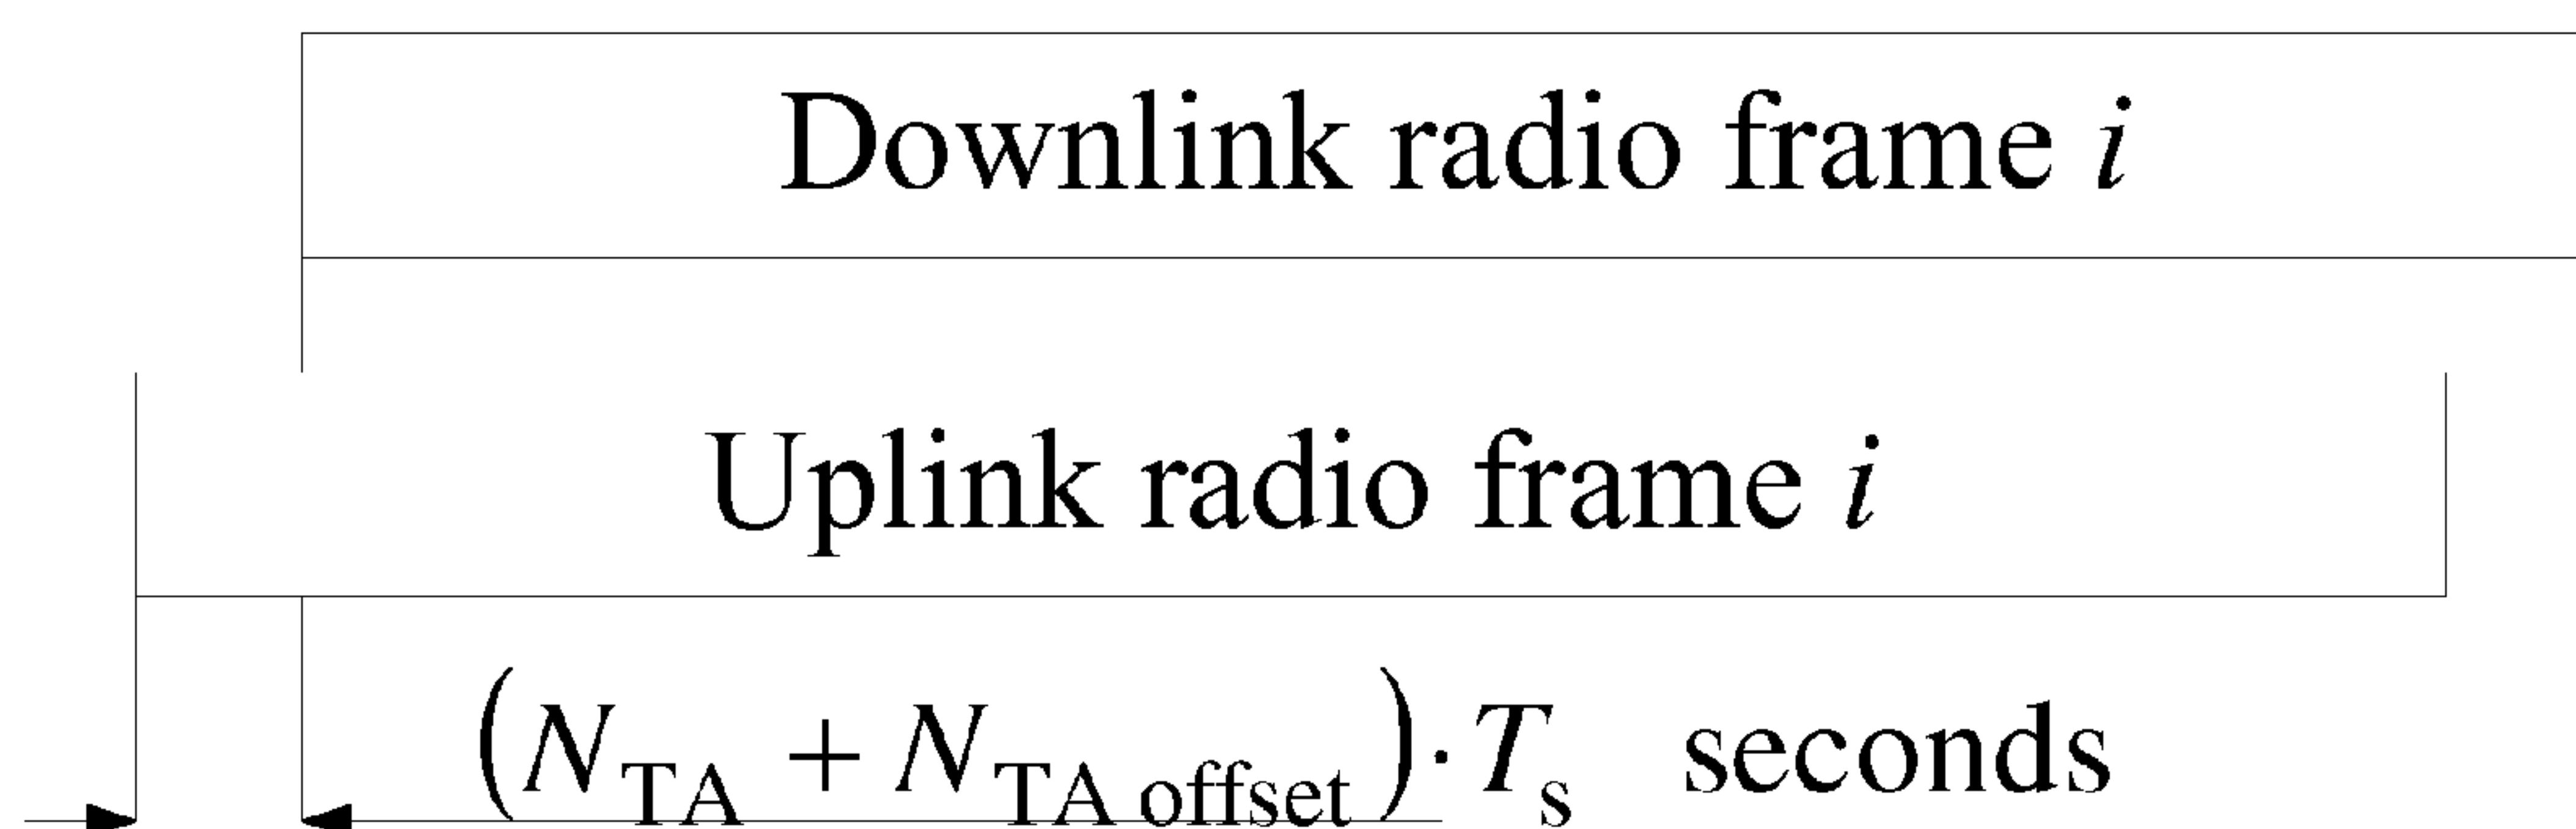 Downlink radio frame i
Uplink radio frame i
(N_TA + N_TA offset) · T_s seconds